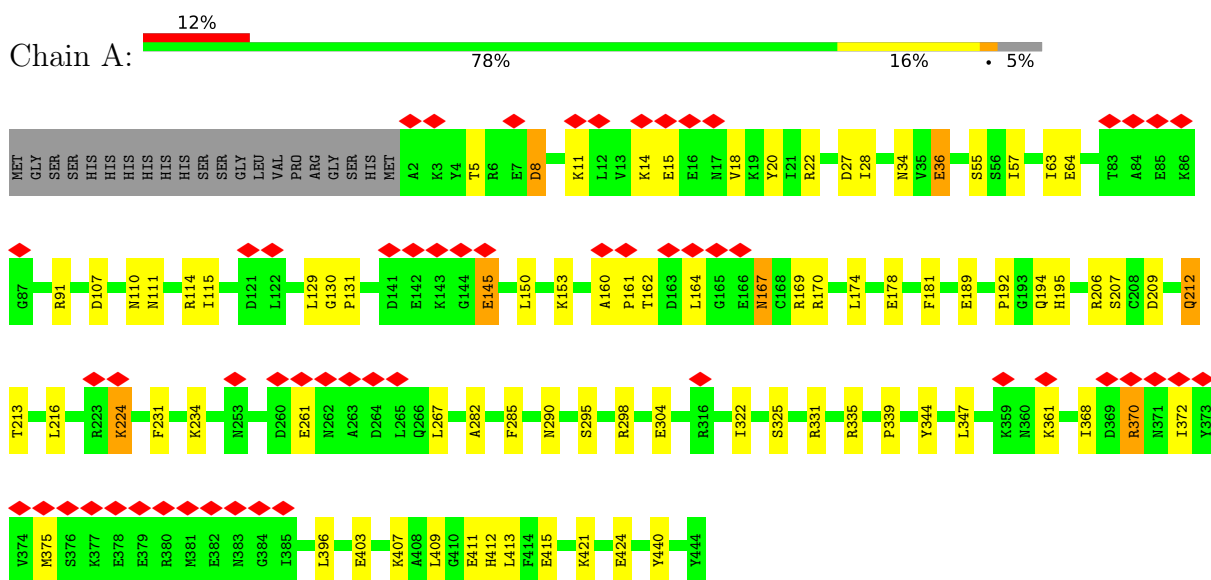 12%
Chain A:
78% 16% • 5%
MET GLY SER SER HIS HIS HIS HIS HIS HIS SER SER GLY LEU VAL PRO ARG GLY SER HIS MET A2 K3 Y4 T5 R6 E7 D8 K11 L12 V13 K14 E15 E16 N17 V18 K19 Y20 I21 R22 D27 I28 N34 V35 E36 S55 S56 I57 I63 E64 T83 A84 E85 K86
G87 R91 D107 N110 N111 R114 I115 D121 L122 L129 G130 P131 D141 E142 K143 G144 E145 L150 K153 A160 P161 T162 D163 L164 G165 E166 N167 C168 R169 R170 L174 E178 F181 E189 P192 G193 Q194 H195 R206 S207 C208 D209 Q212
T213 L216 R223 K224 F231 K234 N253 D260 E261 N262 A263 D264 L265 Q266 L267 A282 F285 N290 S295 R298 E304 R316 I322 S325 R331 R335 P339 Y344 L347 K359 N360 K361 I368 D369 R370 N371 I372 Y373
V374 M375 S376 K377 E378 E379 R380 M381 E382 N383 G384 I385 L396 E403 K407 A408 L409 G410 E411 H412 L413 F414 E415 K421 E424 Y440 Y444